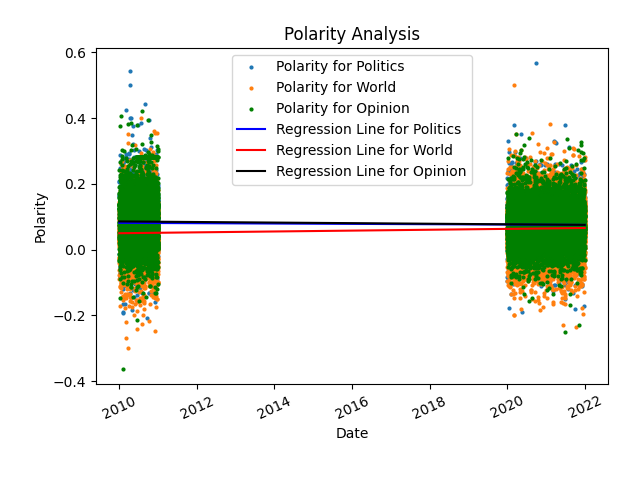 Polarity Analysis
Polarity for Politics
Polarity for World
Polarity for Opinion
Regression Line for Politics
Regression Line for World
Regression Line for Opinion
Polarity
0.6
0.4
0.2
0.0
−0.2
−0.4
2010
2012
2014
2016
2018
2020
2022
Date